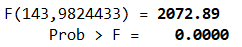 F(143,9824433) = 2072.89
Prob > F = 0.0000